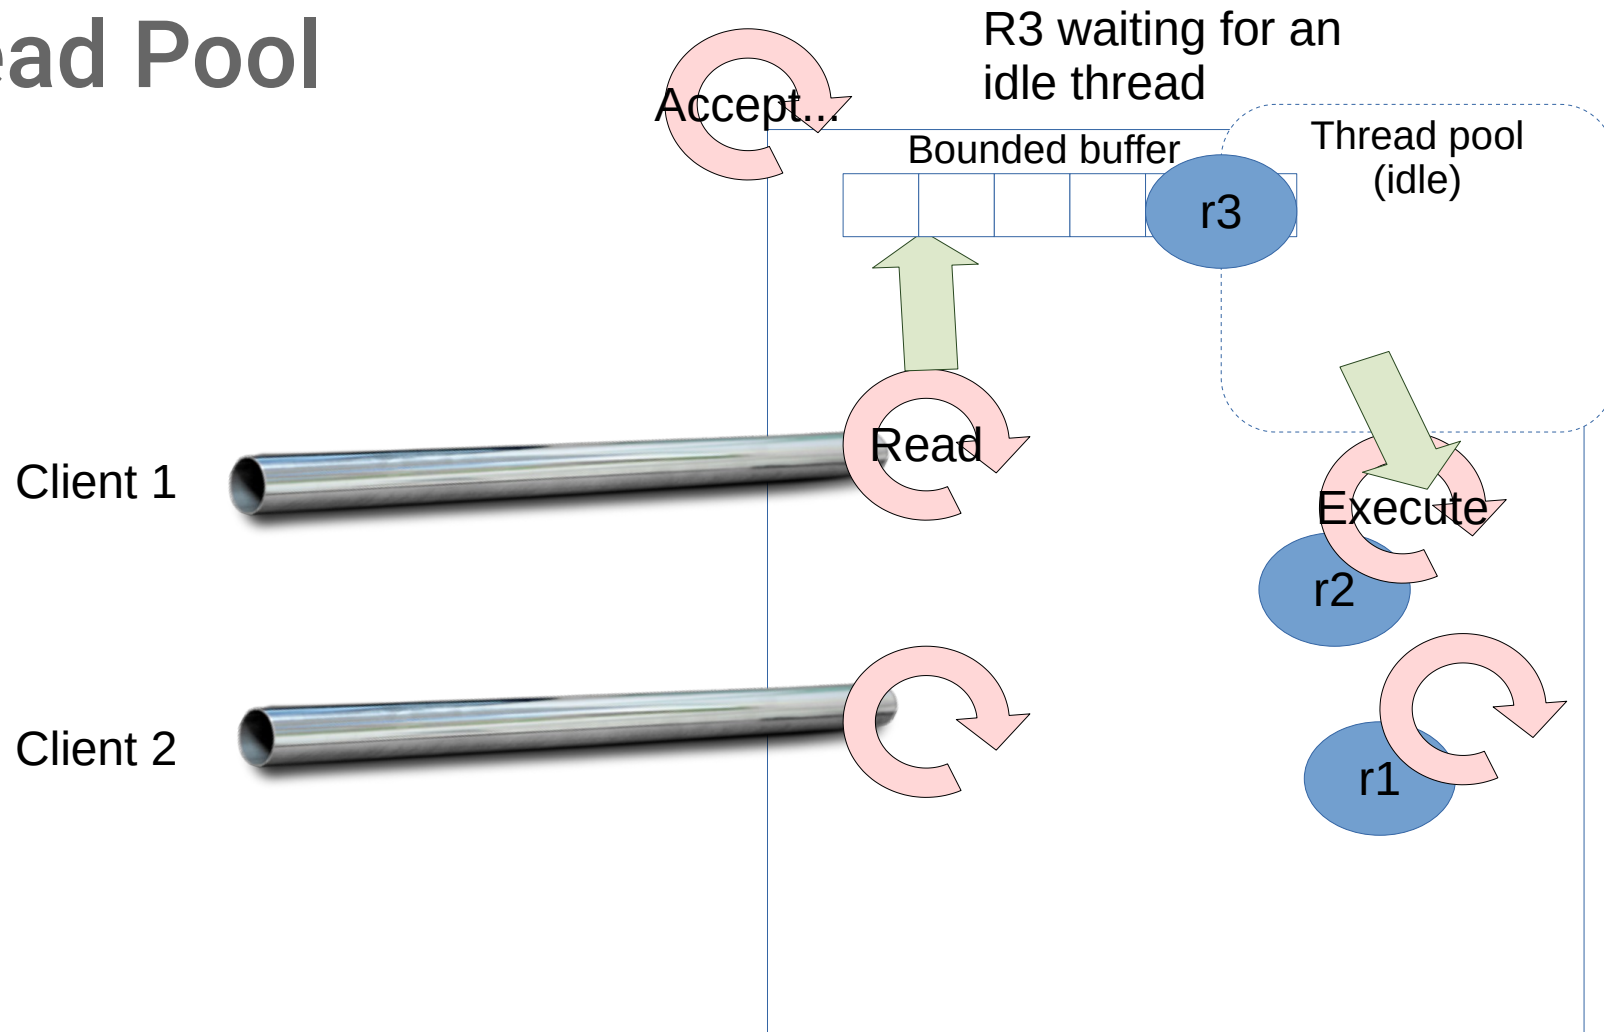 ead Pool
R3 waiting for an
idle thread
Accept...
Bounded buffer
Thread pool
(idle)
r3
Read
Client 1
Execute
r2
Client 2
r1